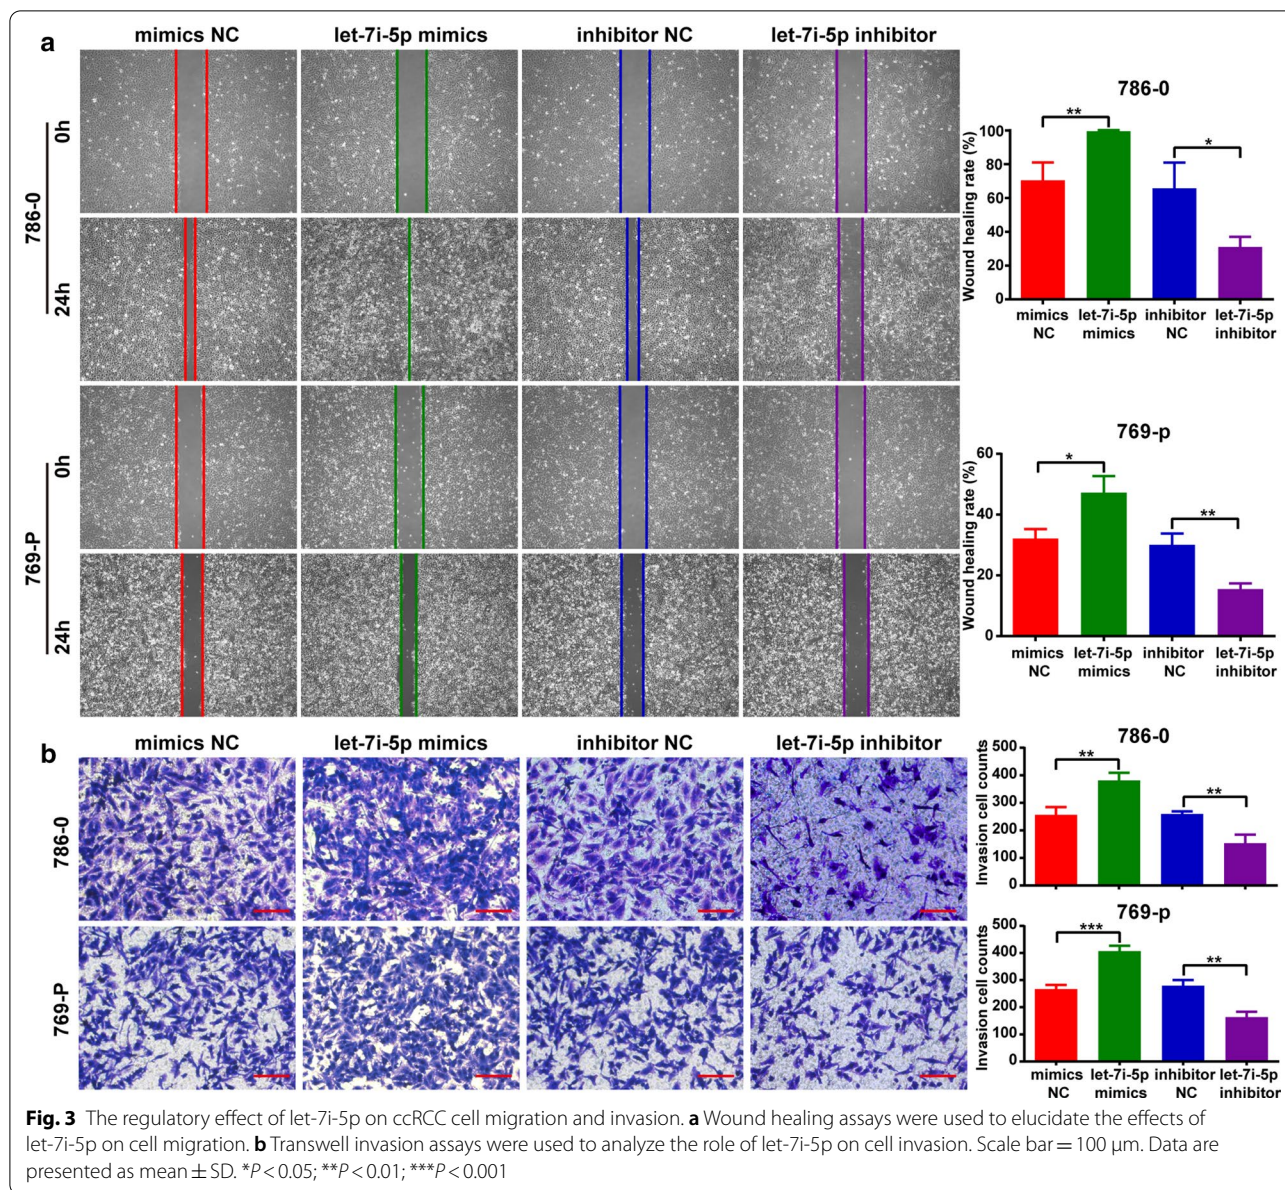 a
mimics NC
let-7i-5p mimics
inhibitor NC
let-7i-5p inhibitor
786-0
0h
24h
769-P
0h
24h
786-0
Wound healing rate (%)
100
80
60
40
20
0
**
*
mimics NC
let-7i-5p mimics
inhibitor NC
let-7i-5p inhibitor
769-p
Wound healing rate (%)
60
40
20
0
*
**
mimics NC
let-7i-5p mimics
inhibitor NC
let-7i-5p inhibitor
b
mimics NC
let-7i-5p mimics
inhibitor NC
let-7i-5p inhibitor
786-0
769-P
786-0
Invasion cell counts
500
400
300
200
100
0
**
**
769-p
Invasion cell counts
500
400
300
200
100
0
***
**
mimics NC
let-7i-5p mimics
inhibitor NC
let-7i-5p inhibitor
Fig. 3 The regulatory effect of let-7i-5p on ccRCC cell migration and invasion. a Wound healing assays were used to elucidate the effects of
let-7i-5p on cell migration. b Transwell invasion assays were used to analyze the role of let-7i-5p on cell invasion. Scale bar = 100 μm. Data are
presented as mean ± SD. *P < 0.05; **P < 0.01; ***P < 0.001